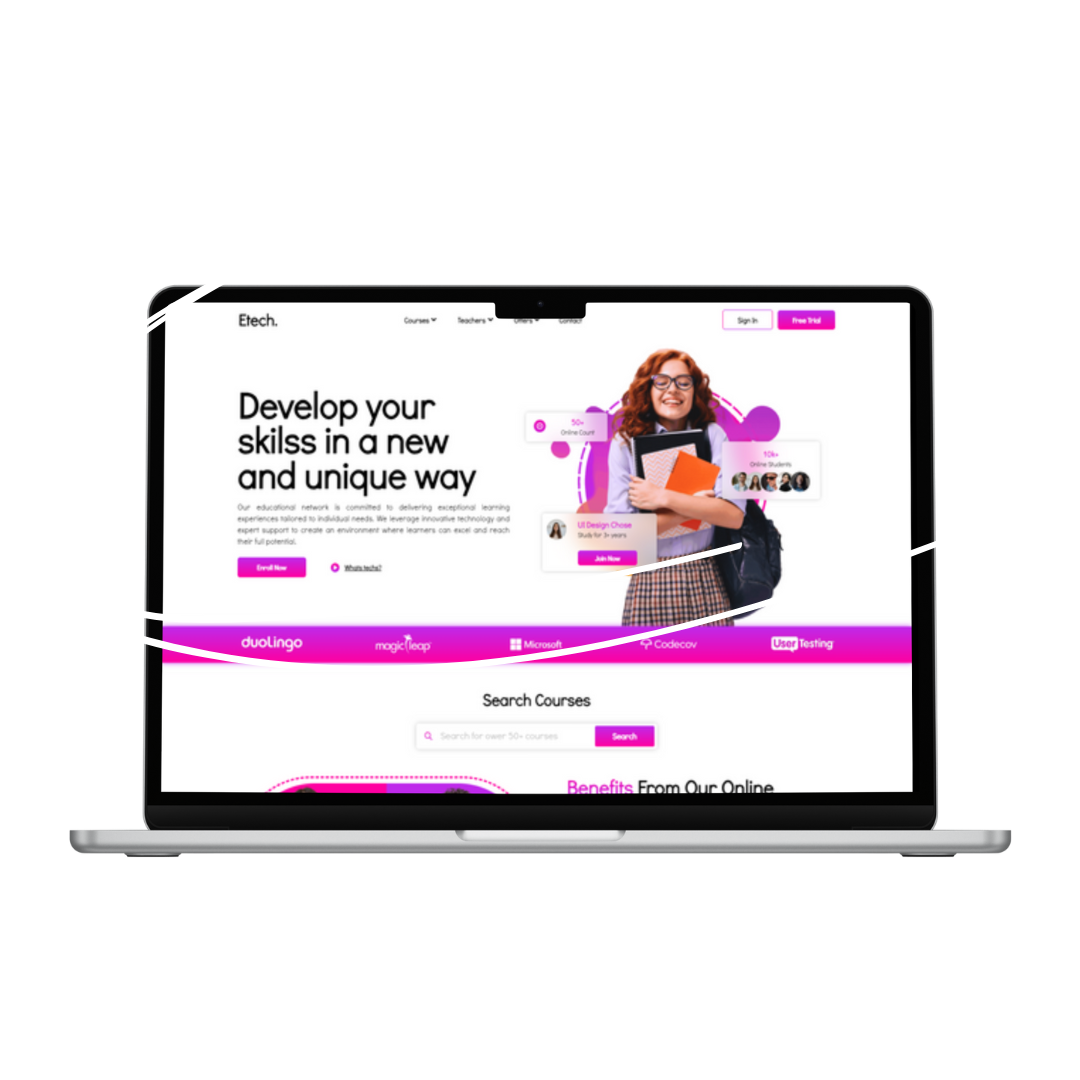 Etech.
Courses
Teachers
Offers
Contact
Sign In
Free Trial
Develop your
skilss in a new
and unique way
Our educational network is committed to delivering exceptional learning
experiences tailored to individual needs. We leverage innovative technology and
expert support to create an environment where learners can excel and reach
their full potential.
Enroll Now
Whats techs?
50+
Online Count
10k+
Online Students
UI Design Chose
Study for 3+ years
Join Now
duolingo
magic leap
Microsoft
Codecov
UserTesting
Search Courses
Search for ower 50+ courses
Search
Benefits From Our Online